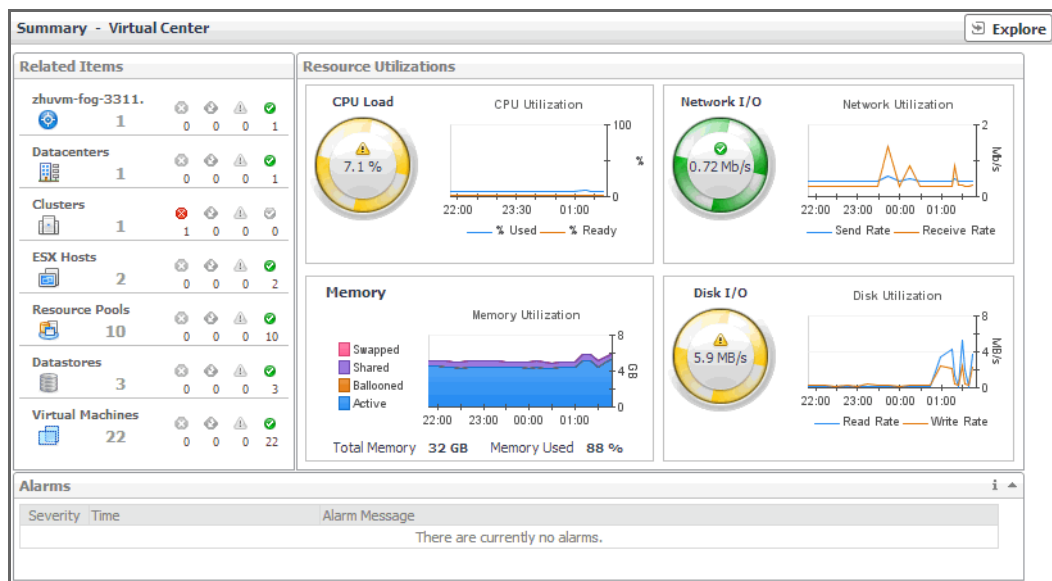 Summary - Virtual Center
Explore
Related Items
zhuvm-fog-3311.
1
0 0 0 1
Datacenters
1
0 0 0 1
Clusters
1
1 0 0 0
ESX Hosts
2
0 0 0 2
Resource Pools
10
0 0 0 10
Datastores
3
0 0 0 3
Virtual Machines
22
0 0 0 22
Resource Utilizations
CPU Load
7.1 %
CPU Utilization
100
%
0
22:00 23:30 01:00
% Used % Ready
Network I/O
0.72 Mb/s
Network Utilization
2
Mb/s
0
22:00 23:00 00:00 01:00
Send Rate Receive Rate
Memory
Memory Utilization
Swapped
Shared
Ballooned
Active
8
4
GB
0
22:00 23:00 00:00 01:00
Total Memory 32 GB Memory Used 88 %
Disk I/O
5.9 MB/s
Disk Utilization
8
4
MB/s
0
22:00 23:00 00:00 01:00
Read Rate Write Rate
Alarms
i
Severity Time Alarm Message
There are currently no alarms.